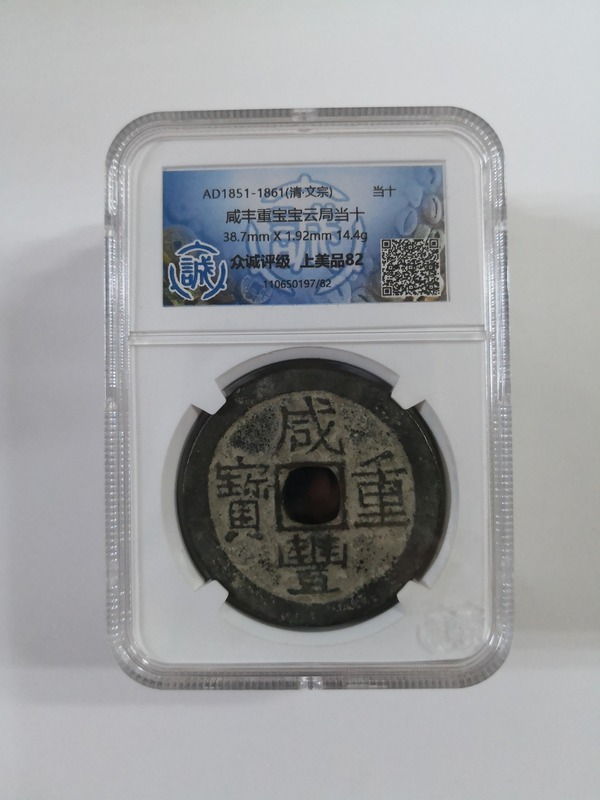 AD1851-1861(清·文宗) 当十
咸丰重宝宝云局当十
38.7mm X 1.92mm 14.4g
众诚评级 上美品82
110650197/82
誠
咸豐重寶